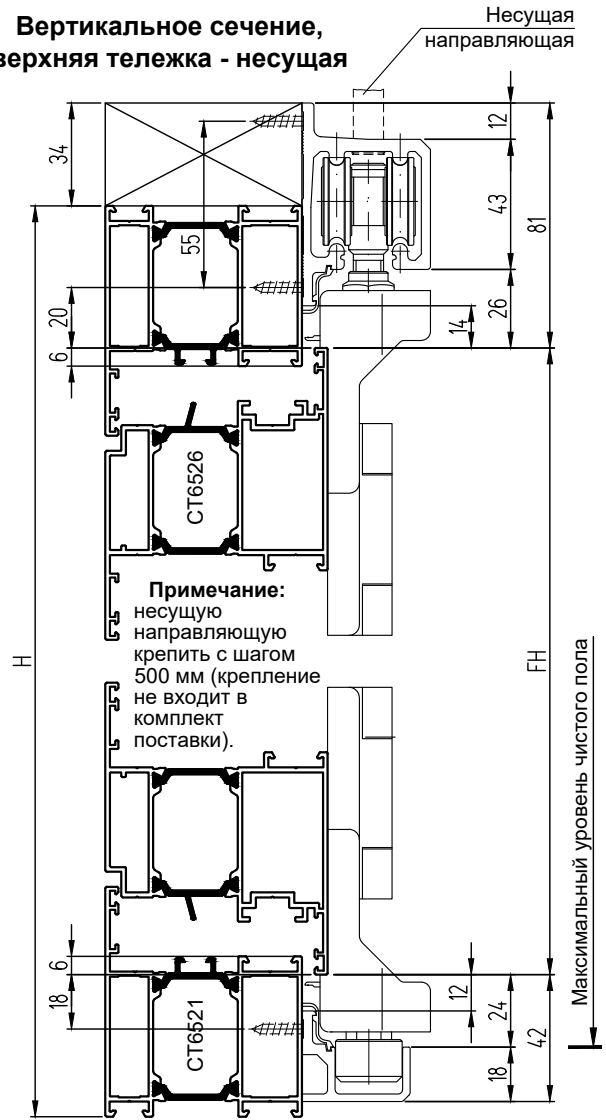 Вертикальное сечение,
верхняя тележка - несущая
Несущая
направляющая
12
34
43
81
55
20
26
14
6
СТ6526
Примечание:
несущую
направляющую
крепить с шагом
500 мм (крепление
не входит в
комплект
поставки).
H
FH
Максимальный уровень чистого пола
6
18
СТ6521
12
24
42
18